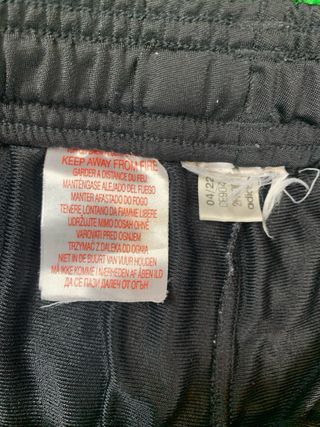 KEEP AWAY FROM FIRE
GARDER A DISTANCE DU FEU
MANTÉNGASE ALEJADO DEL FUEGO
MANTER AFASTADO DO FOGO
TENERE LONTANO DA FIAMME LIBERE
UDRŽUJTE MIMO DOSAH OHNĚ
VAROVATI PRED OGNJEM
TRZYMAĆ Z DALEKA OD OGNIA
NIET IN DE BUURT VAN VUUR HOUDEN
MÅ IKKE KOMME I NÆRHEDEN AF ÅBEN ILD
ДА СЕ ПАЗИ ДАЛЕЧ ОТ ОГЪН
04/22